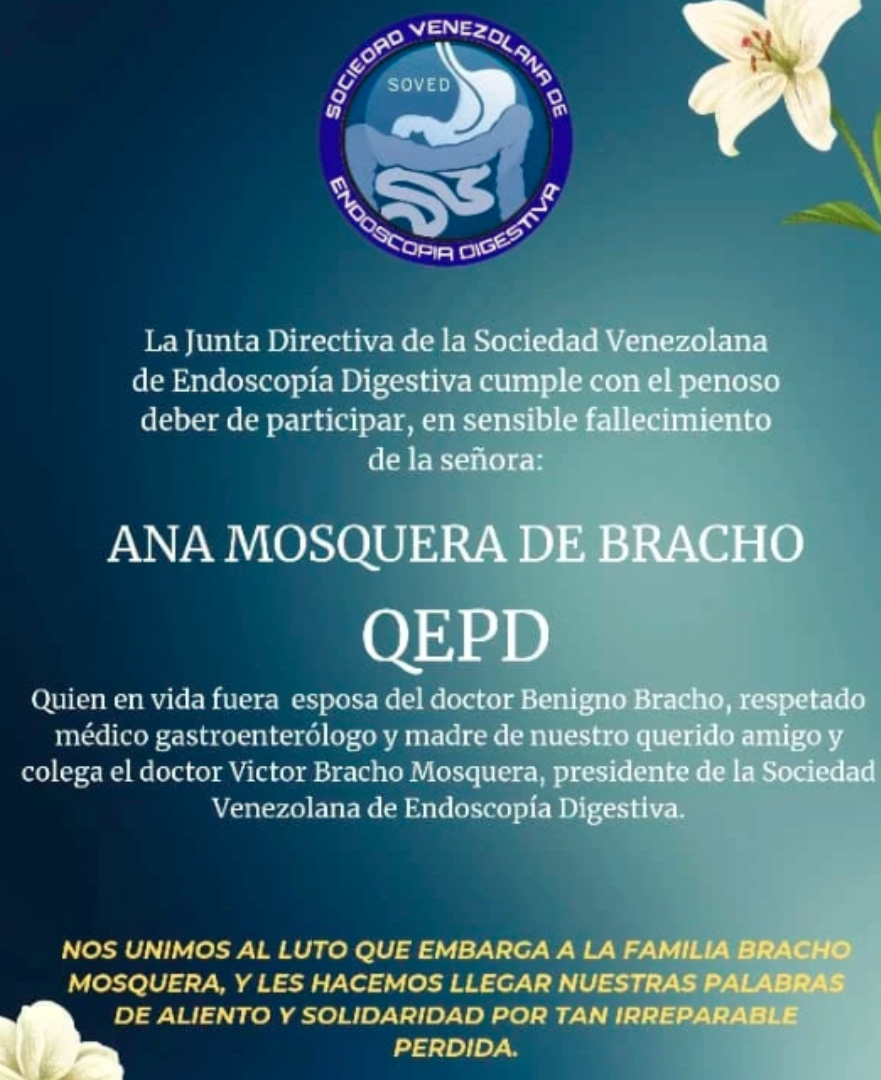 SOCIEDAD VENEZOLANA DE
SOVED
ENDOSCOPIA DIGESTIVA
La Junta Directiva de la Sociedad Venezolana
de Endoscopía Digestiva cumple con el penoso
deber de participar, en sensible fallecimiento
de la señora:
ANA MOSQUERA DE BRACHO
QEPD
Quien en vida fuera esposa del doctor Benigno Bracho, respetado
médico gastroenterólogo y madre de nuestro querido amigo y
colega el doctor Victor Bracho Mosquera, presidente de la Sociedad
Venezolana de Endoscopía Digestiva.
NOS UNIMOS AL LUTO QUE EMBARGA A LA FAMILIA BRACHO
MOSQUERA, Y LES HACEMOS LLEGAR NUESTRAS PALABRAS
DE ALIENTO Y SOLIDARIDAD POR TAN IRREPARABLE
PERDIDA.